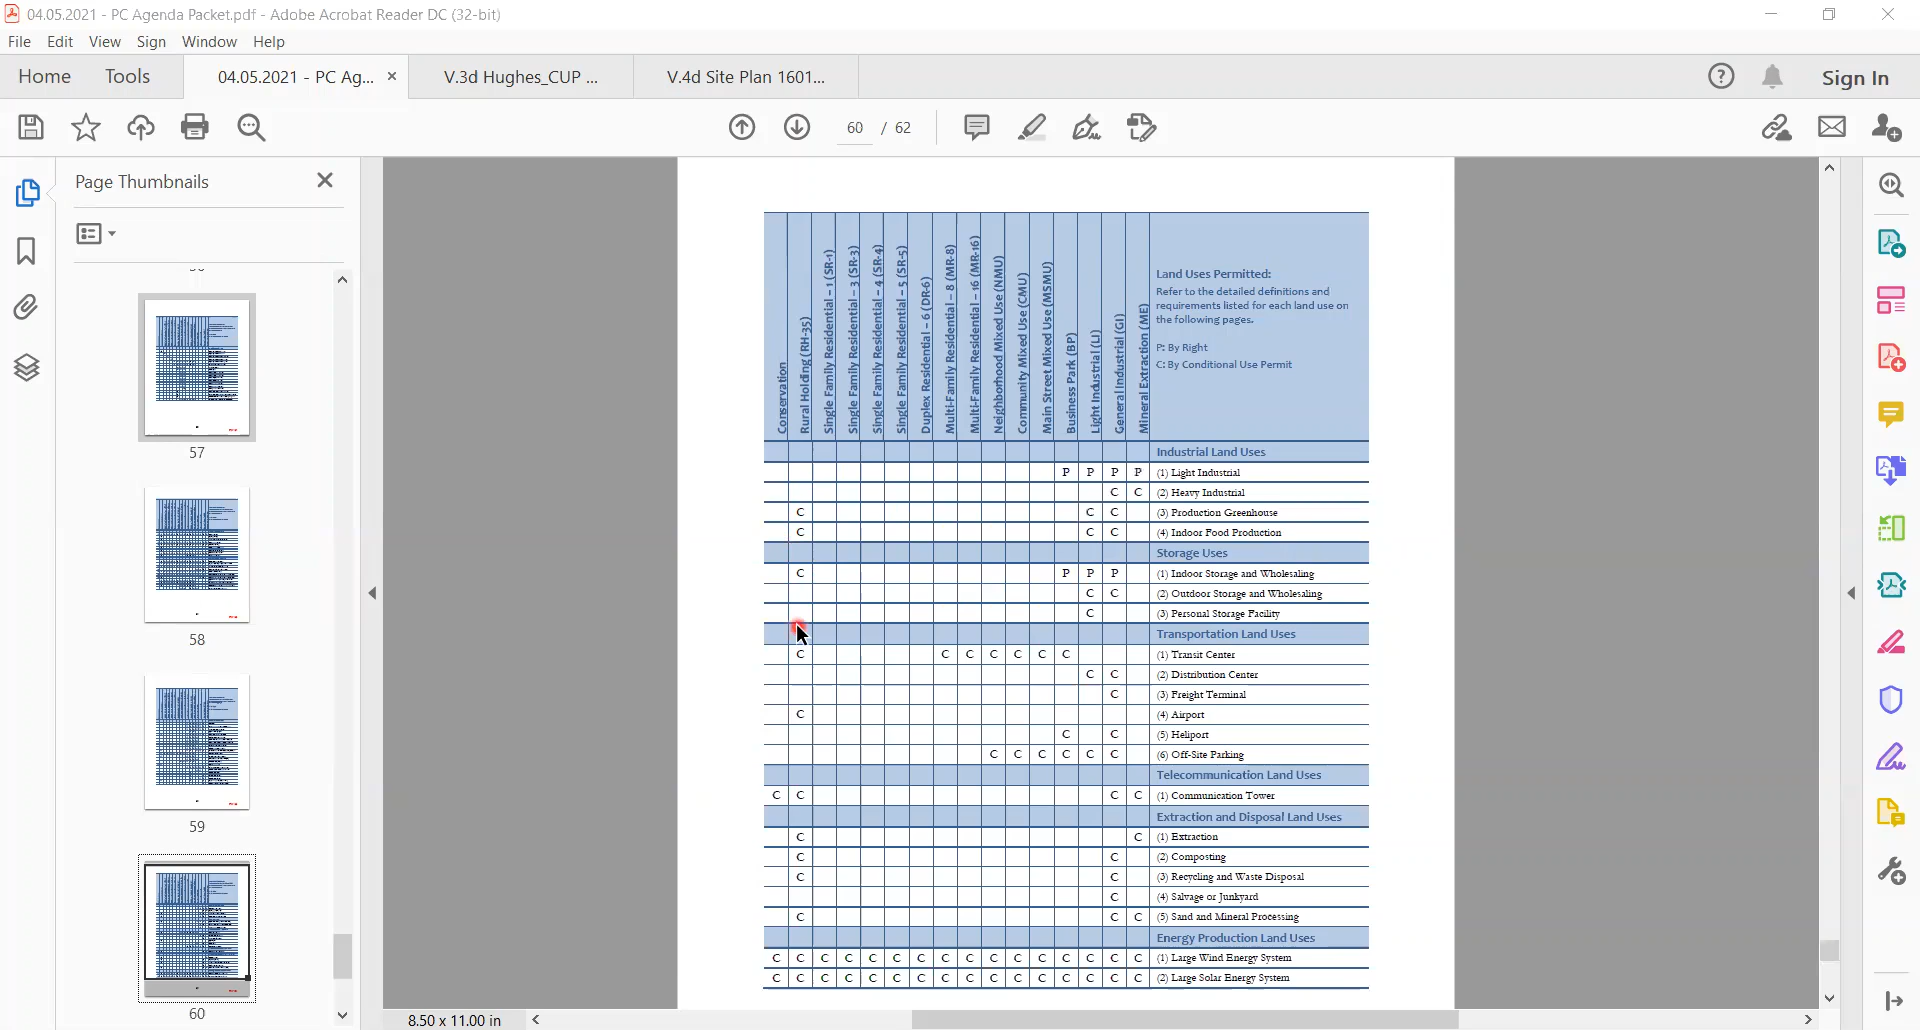 04.05.2021 - PC Agenda Packet.pdf - Adobe Acrobat Reader DC (32-bit)
File Edit View Sign Window Help
Home Tools 04.05.2021 - PC Ag... × V.3d Hughes_CUP ... V.4d Site Plan 1601... Sign In
60 / 62
Page Thumbnails
57
58
59
60
Conservation
Rural Holding (RH-35)
Single Family Residential – 1 (SR-1)
Single Family Residential – 3 (SR-3)
Single Family Residential – 4 (SR-4)
Single Family Residential – 5 (SR-5)
Duplex Residential – 6 (DR-6)
Multi-Family Residential – 8 (MR-8)
Multi-Family Residential – 16 (MR-16)
Neighborhood Mixed Use (NMU)
Community Mixed Use (CMU)
Main Street Mixed Use (MSMU)
Business Park (BP)
Light Industrial (LI)
General Industrial (GI)
Mineral Extraction (ME)
Land Uses Permitted:
Refer to the detailed definitions and
requirements listed for each land use on
the following pages.
P: By Right
C: By Conditional Use Permit
Industrial Land Uses
P P P P (1) Light Industrial
C C (2) Heavy Industrial
C C C (3) Production Greenhouse
C C C (4) Indoor Food Production
Storage Uses
C P P P (1) Indoor Storage and Wholesaling
C C (2) Outdoor Storage and Wholesaling
C (3) Personal Storage Facility
Transportation Land Uses
C C C C C C C (1) Transit Center
C C (2) Distribution Center
C (3) Freight Terminal
C (4) Airport
C C (5) Heliport
C C C C C C (6) Off-Site Parking
Telecommunication Land Uses
C C C C (1) Communication Tower
Extraction and Disposal Land Uses
C C (1) Extraction
C C (2) Composting
C C (3) Recycling and Waste Disposal
C (4) Salvage or Junkyard
C C C (5) Sand and Mineral Processing
Energy Production Land Uses
C C C C C C C C C C C C C C C C (1) Large Wind Energy System
C C C C C C C C C C C C C C C C (2) Large Solar Energy System
8.50 x 11.00 in